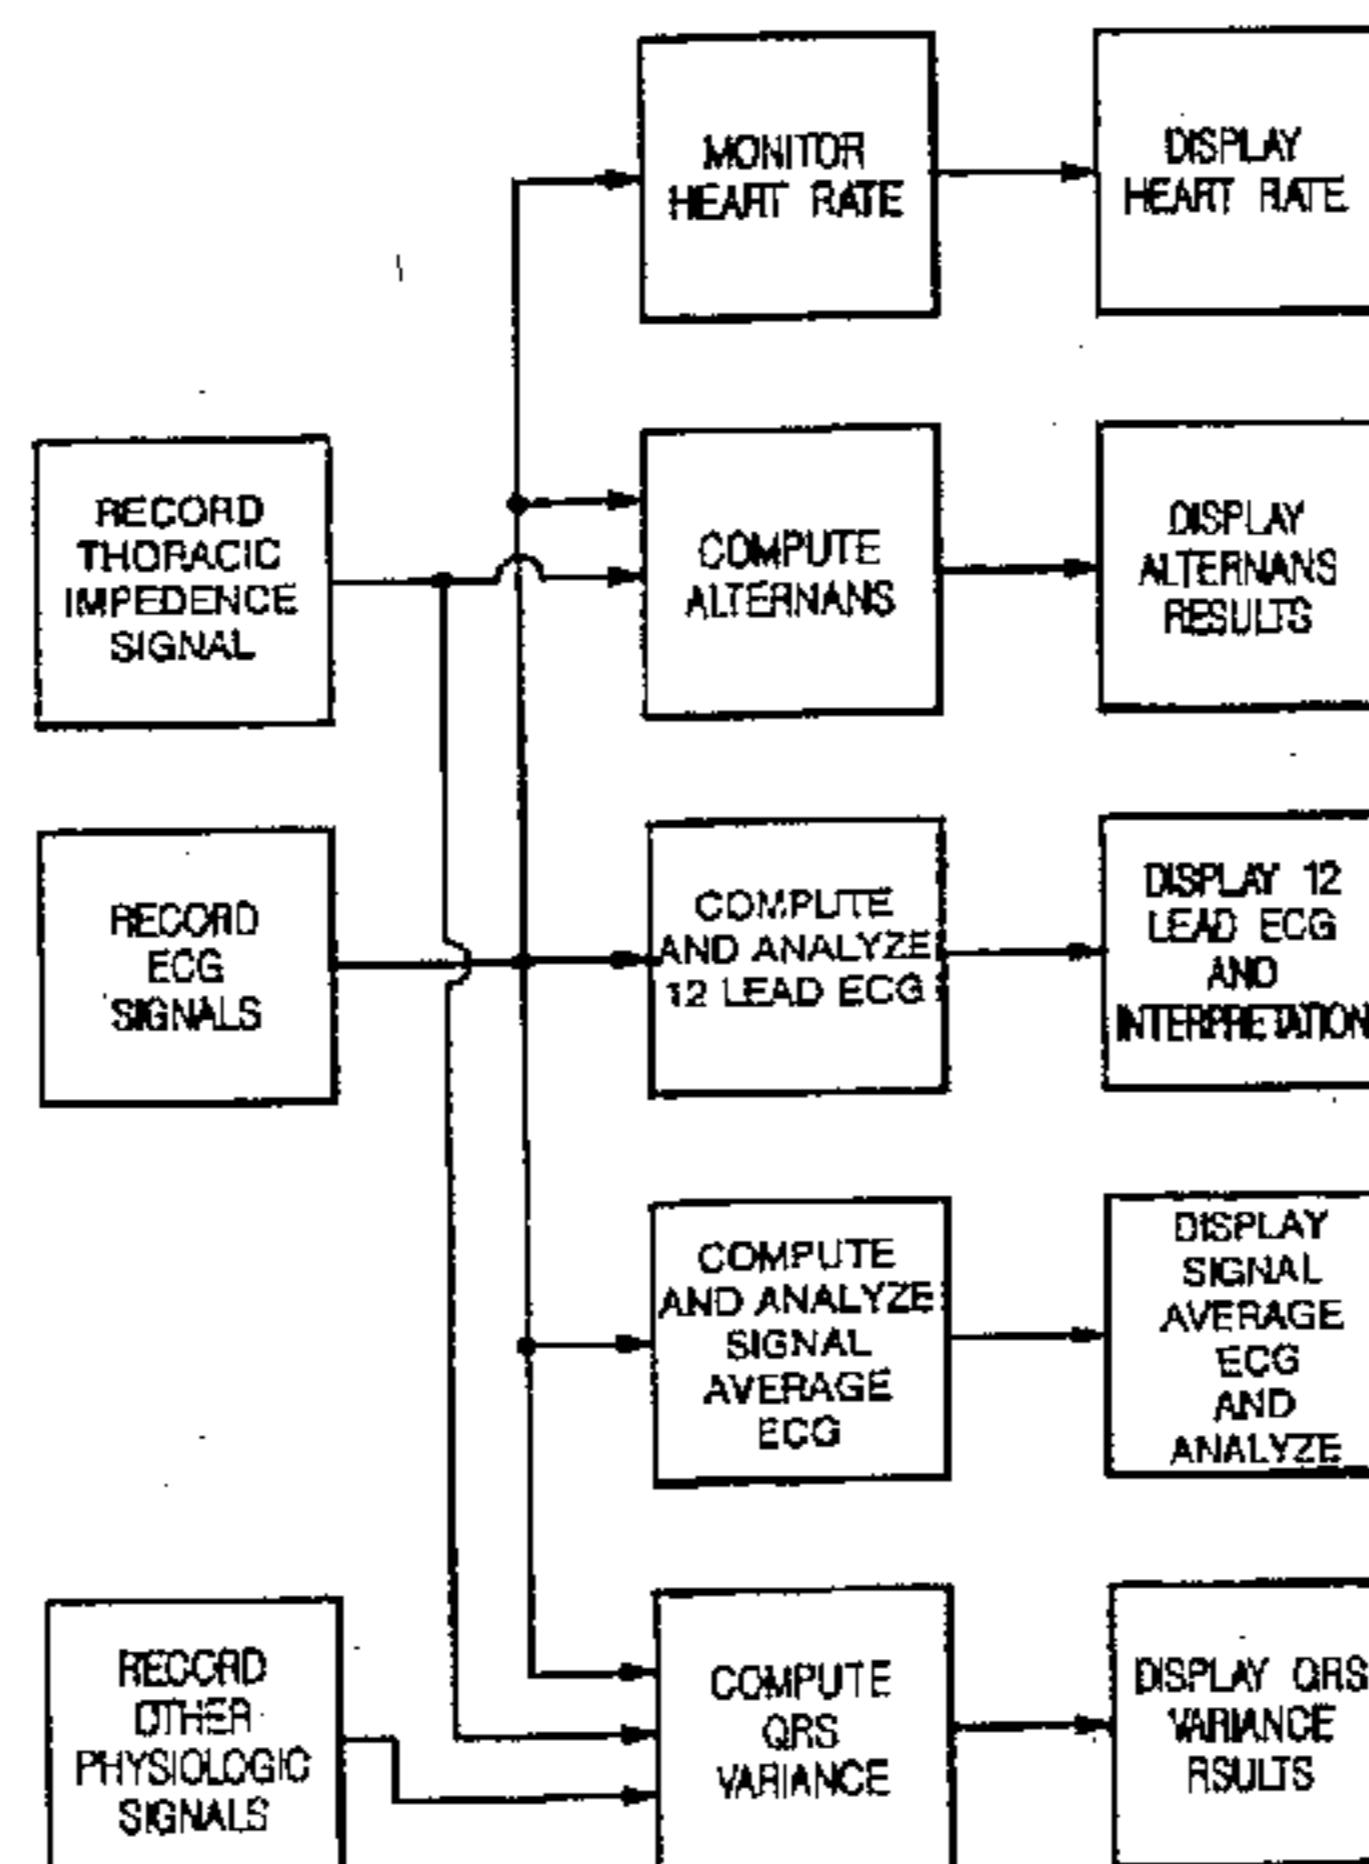 MONITOR
HEART RATE
DISPLAY
HEART RATE
RECORD
THORACIC
IMPEDENCE
SIGNAL
COMPUTE
ALTERNANS
DISPLAY
ALTERNANS
RESULTS
RECORD
ECG
SIGNALS
COMPUTE
AND ANALYZE
12 LEAD ECG
DISPLAY 12
LEAD ECG
AND
INTERPRETATION
COMPUTE
AND ANALYZE
SIGNAL
AVERAGE
ECG
DISPLAY
SIGNAL
AVERAGE
ECG
AND
ANALYZE
RECORD
OTHER
PHYSIOLOGIC
SIGNALS
COMPUTE
QRS
VARIANCE
DISPLAY QRS
VARIANCE
RSULTS